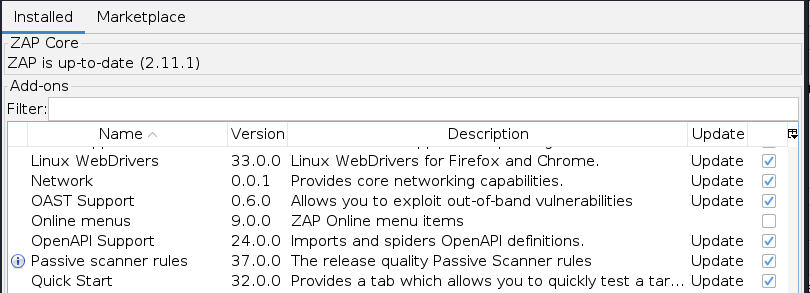 Installed Marketplace
ZAP Core
ZAP is up-to-date (2.11.1)
Add-ons
Filter:
Name Version Description Update
Linux WebDrivers 33.0.0 Linux WebDrivers for Firefox and Chrome. Update
Network 0.0.1 Provides core networking capabilities. Update
OAST Support 0.6.0 Allows you to exploit out-of-band vulnerabilities Update
Online menus 9.0.0 ZAP Online menu items
OpenAPI Support 24.0.0 Imports and spiders OpenAPI definitions. Update
Passive scanner rules 37.0.0 The release quality Passive Scanner rules Update
Quick Start 32.0.0 Provides a tab which allows you to quickly test a tar... Update